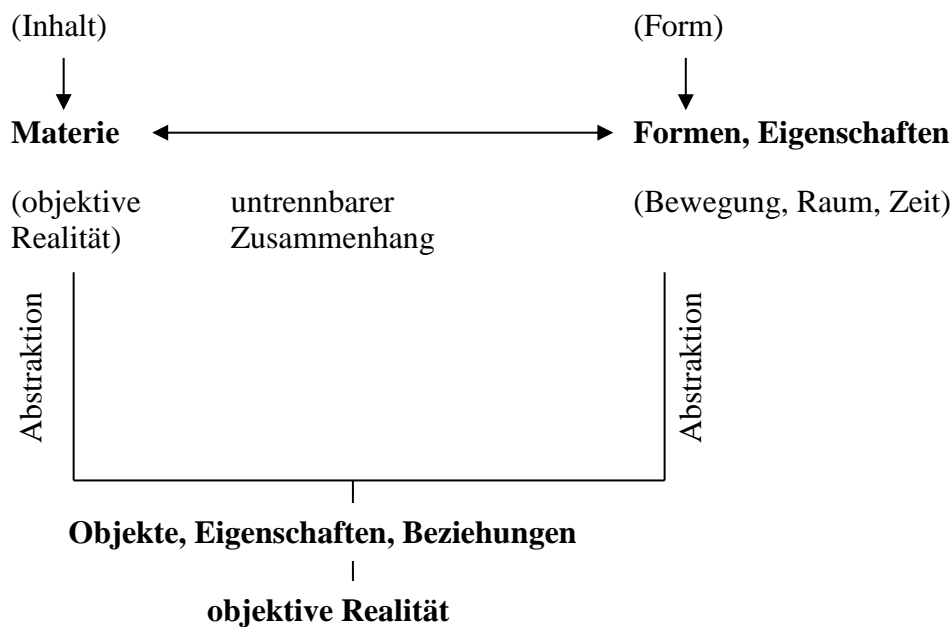 (Inhalt) (Form)
Materie Formen, Eigenschaften
(objektive untrennbarer (Bewegung, Raum, Zeit)
Realität) Zusammenhang
Abstraktion Abstraktion
Objekte, Eigenschaften, Beziehungen
objektive Realität